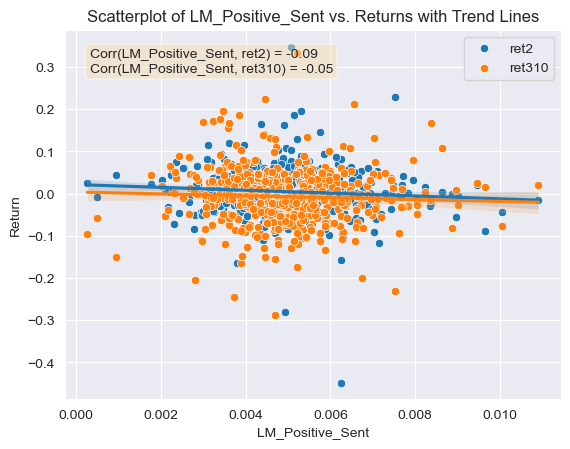 Scatterplot of LM_Positive_Sent vs. Returns with Trend Lines
Corr(LM_Positive_Sent, ret2) = -0.09
Corr(LM_Positive_Sent, ret310) = -0.05
ret2
ret310
Return
0.3
0.2
0.1
0.0
−0.1
−0.2
−0.3
−0.4
0.000
0.002
0.004
0.006
0.008
0.010
LM_Positive_Sent